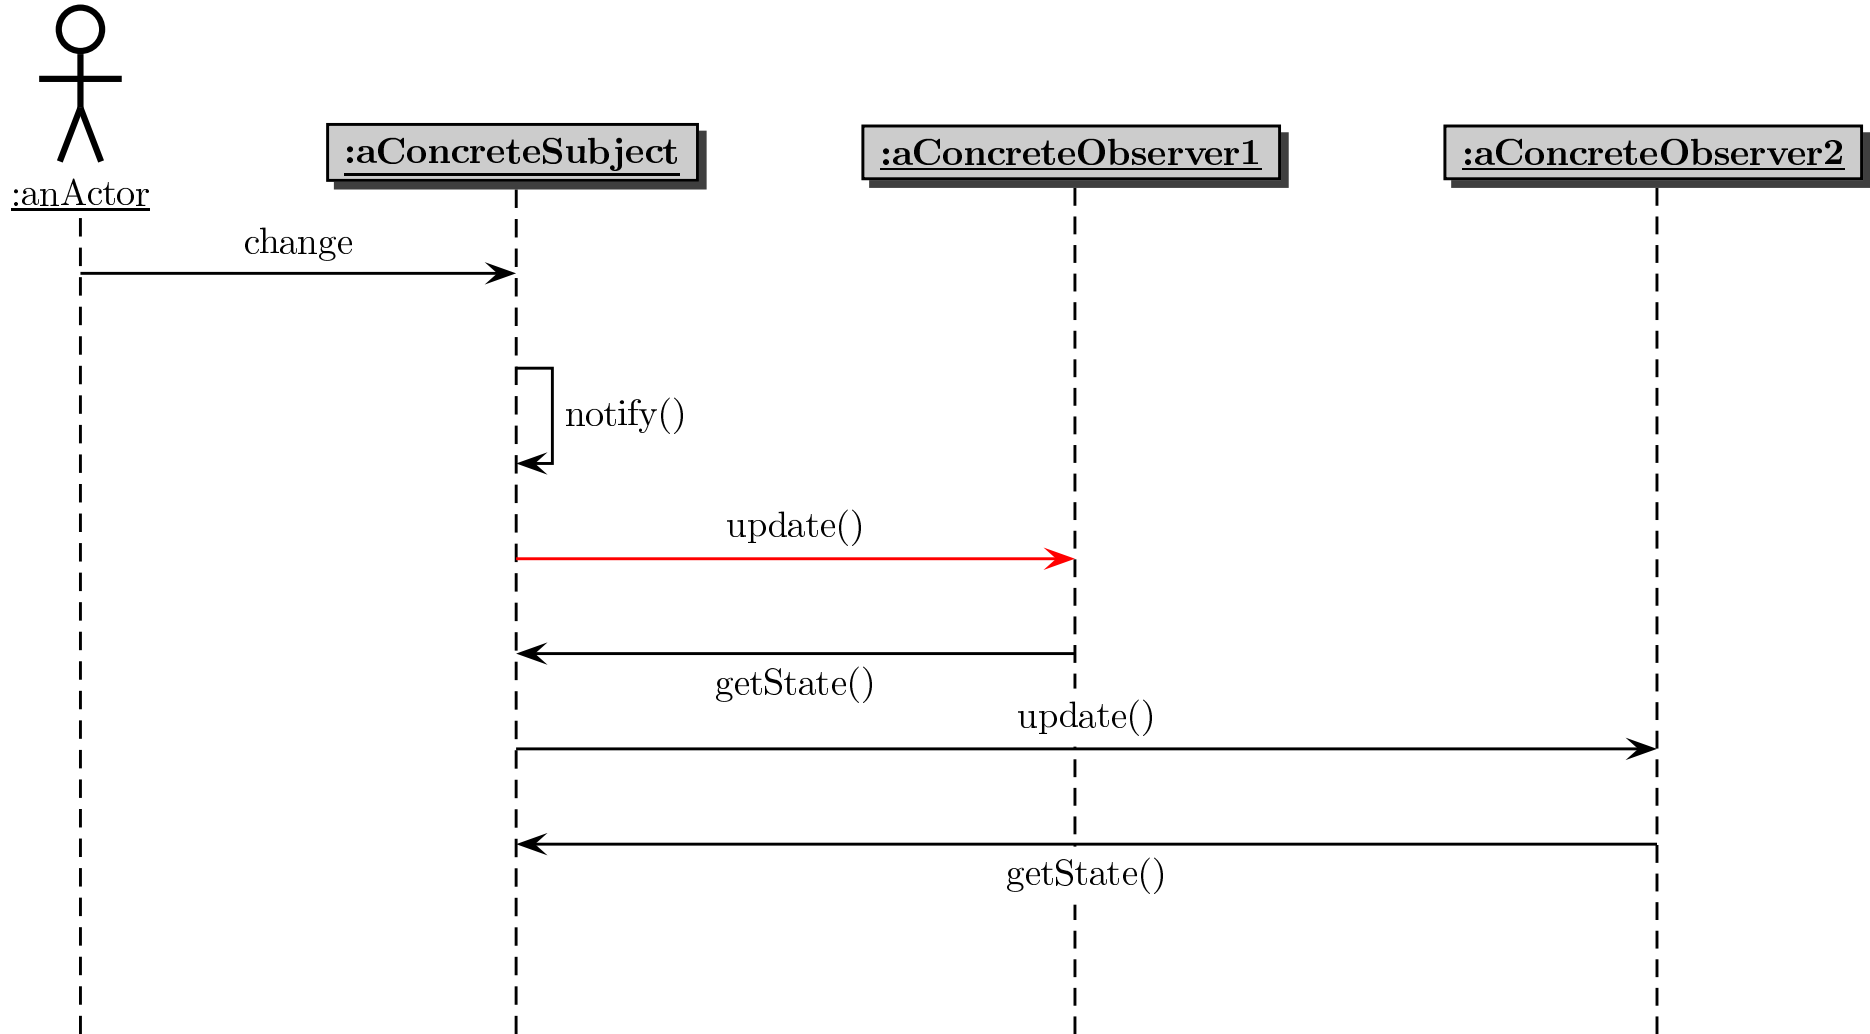 :anActor
:aConcreteSubject
:aConcreteObserver1
:aConcreteObserver2
change
notify()
update()
getState()
update()
getState()